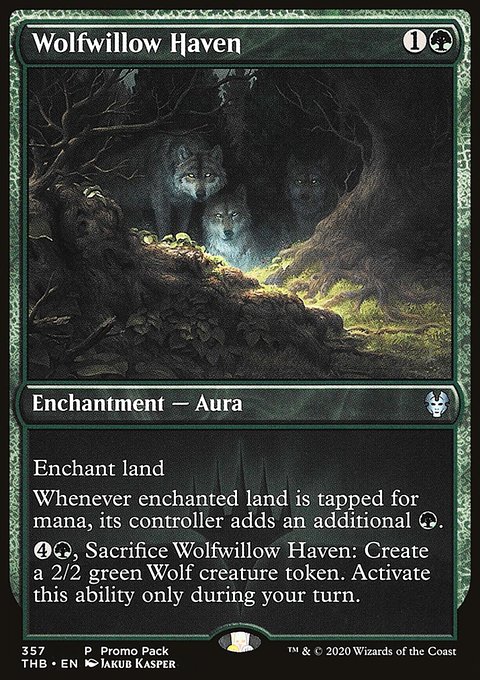 Wolfwillow Haven 1
Enchantment — Aura
Enchant land
Whenever enchanted land is tapped for
mana, its controller adds an additional .
4, Sacrifice Wolfwillow Haven: Create
a 2/2 green Wolf creature token. Activate
this ability only during your turn.
357 P Promo Pack
THB • EN Jakub Kasper ™ & © 2020 Wizards of the Coast